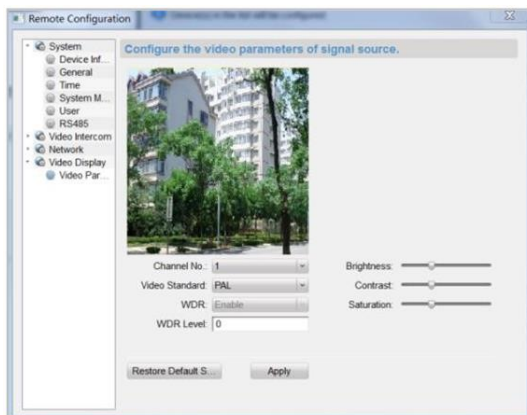 Remote Configuration
System
Device Inf...
General
Time
System M...
User
RS485
Video Intercom
Network
Video Display
Video Par...
Configure the video parameters of signal source.
Channel No.: 1
Video Standard: PAL
WDR: Enable
WDR Level: 0
Brightness:
Contrast:
Saturation:
Restore Default S...
Apply